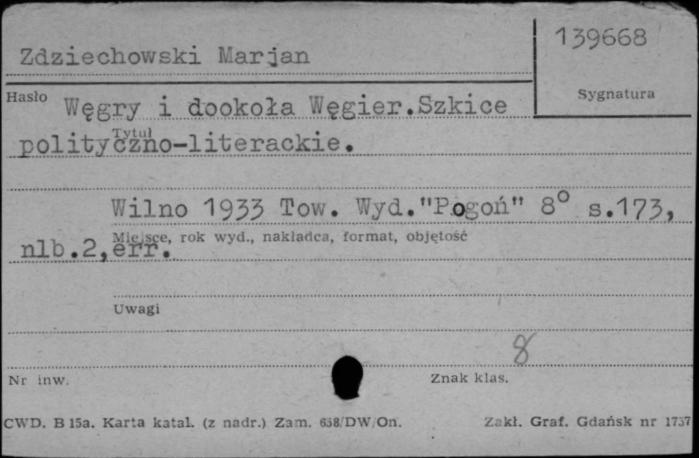 Zdziechowski Marjan
139668
Hasło
Sygnatura
Węgry i dookoła Węgier.Szkice
Tytuł
polityczno-literackie.
Wilno 1933 Tow. Wyd."Pogoń" 8° s.173,
Miejsce, rok wyd., nakładca, format, objętość
nlb.2,err.
Uwagi
8
Nr inw.
Znak klas.
CWD. B 15a. Karta katal. (z nadr.) Zam. 638/DW/On.
Zakł. Graf. Gdańsk nr 1737